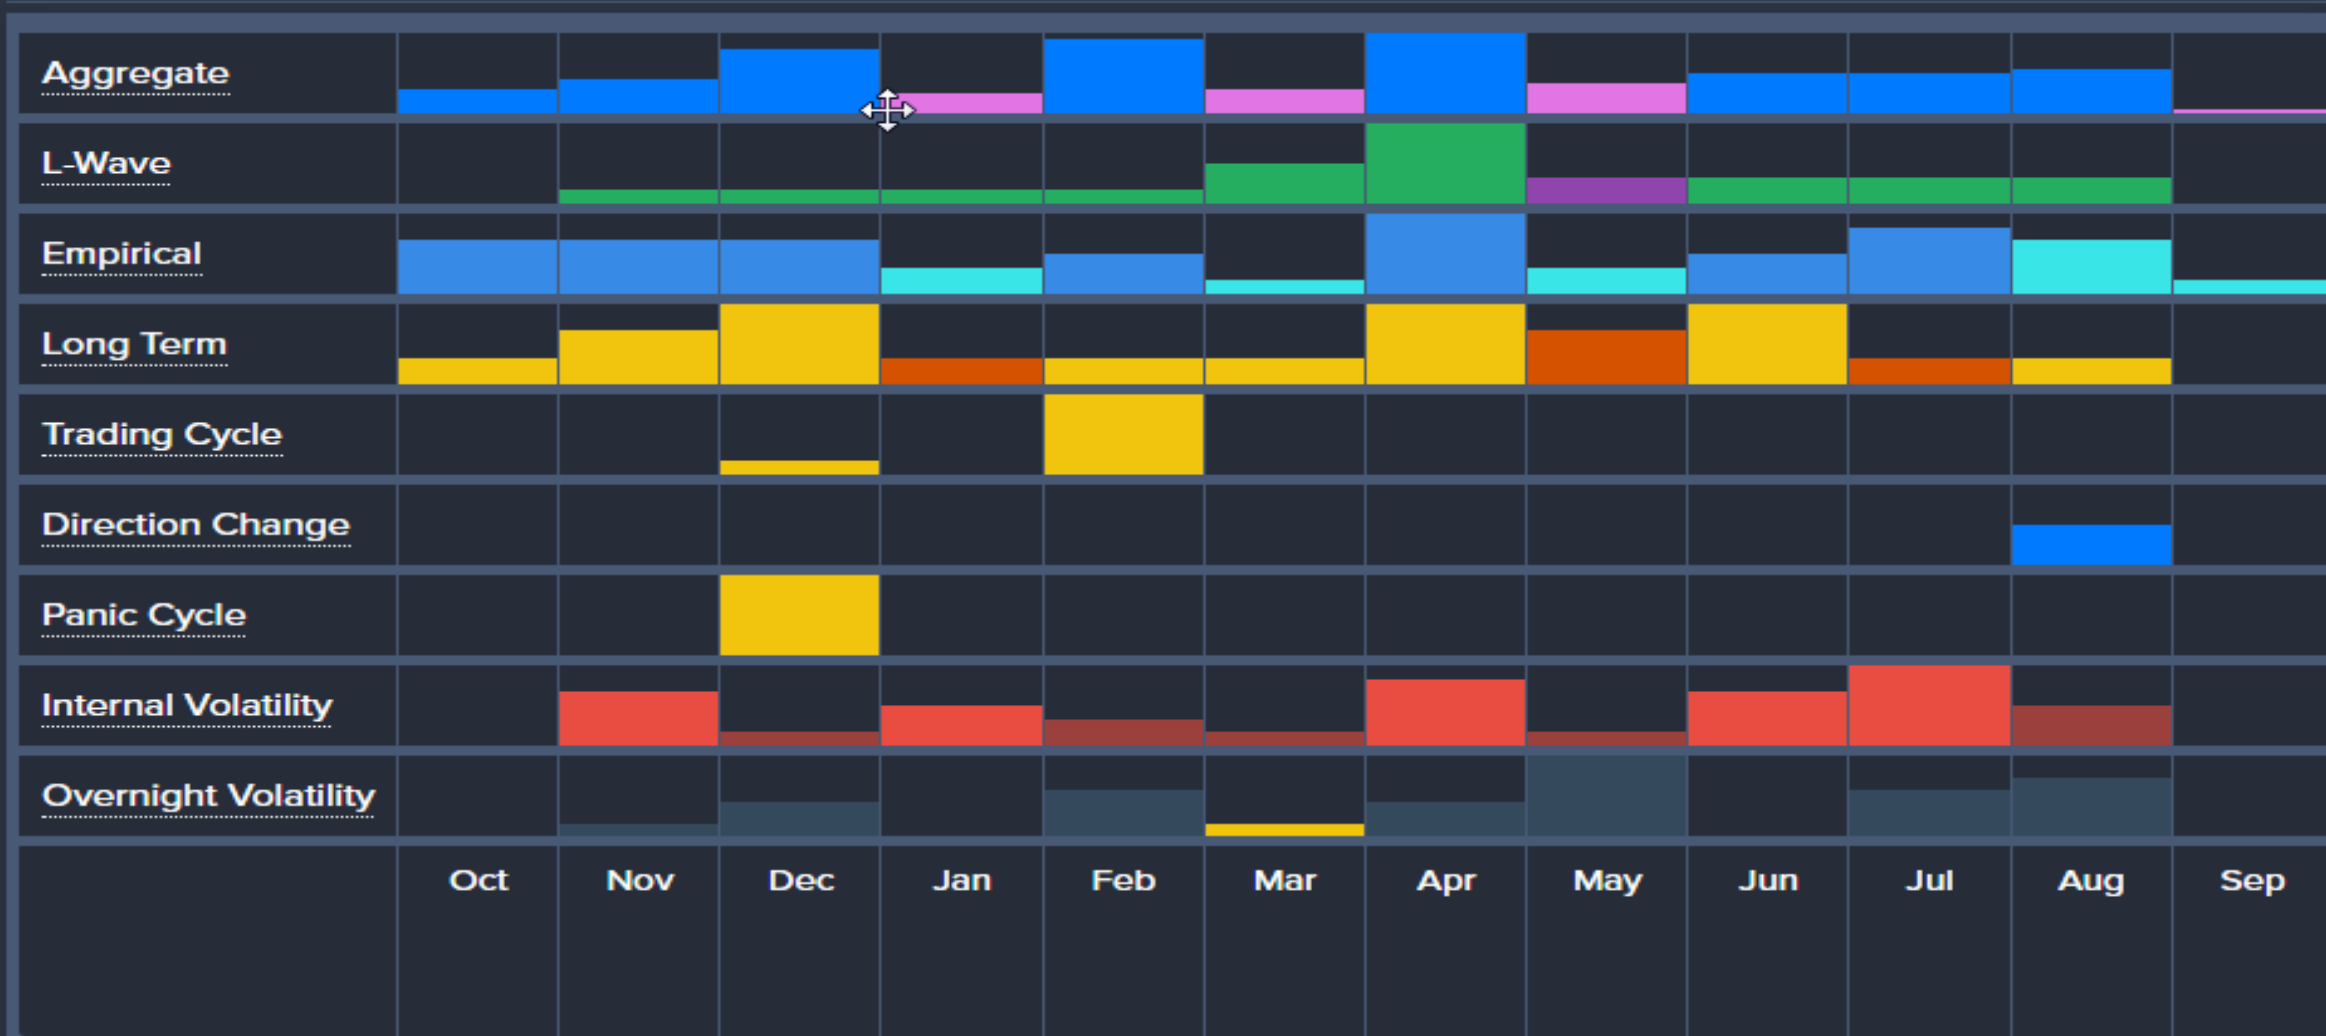 Aggregate
L-Wave
Empirical
Long Term
Trading Cycle
Direction Change
Panic Cycle
Internal Volatility
Overnight Volatility
Oct Nov Dec Jan Feb Mar Apr May Jun Jul Aug Sep